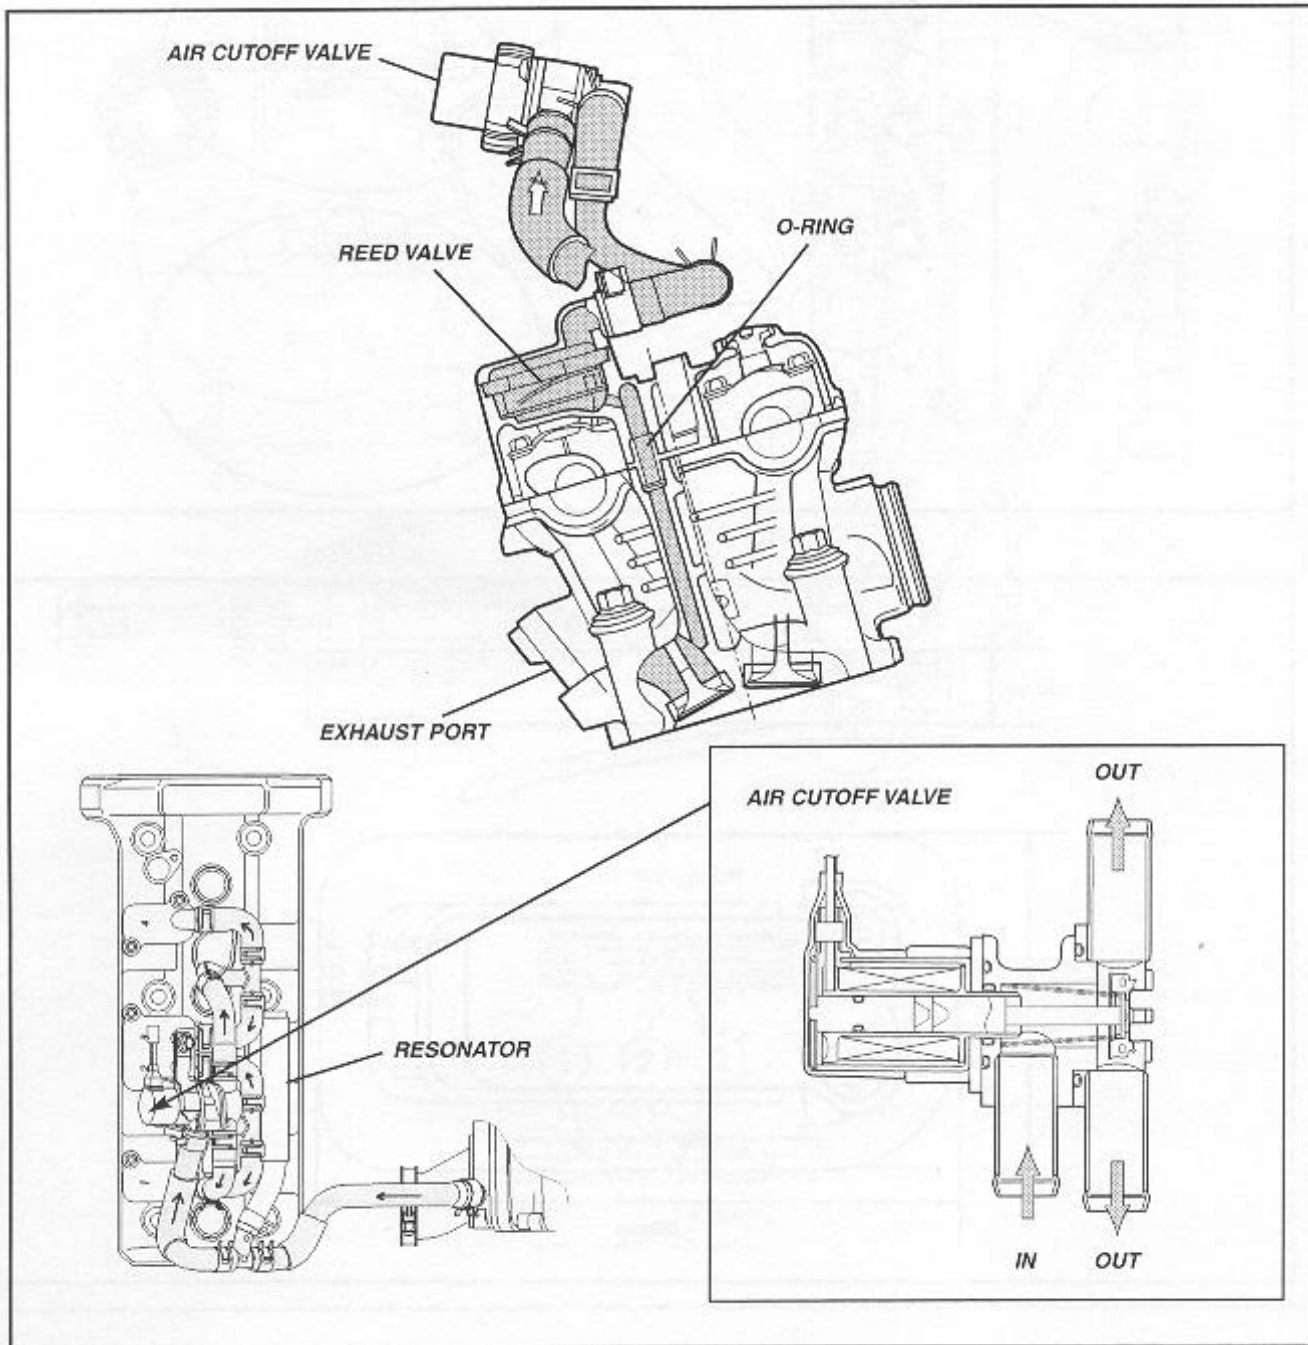 AIR CUTOFF VALVE
O-RING
REED VALVE
EXHAUST PORT
AIR CUTOFF VALVE
OUT
RESONATOR
IN
OUT